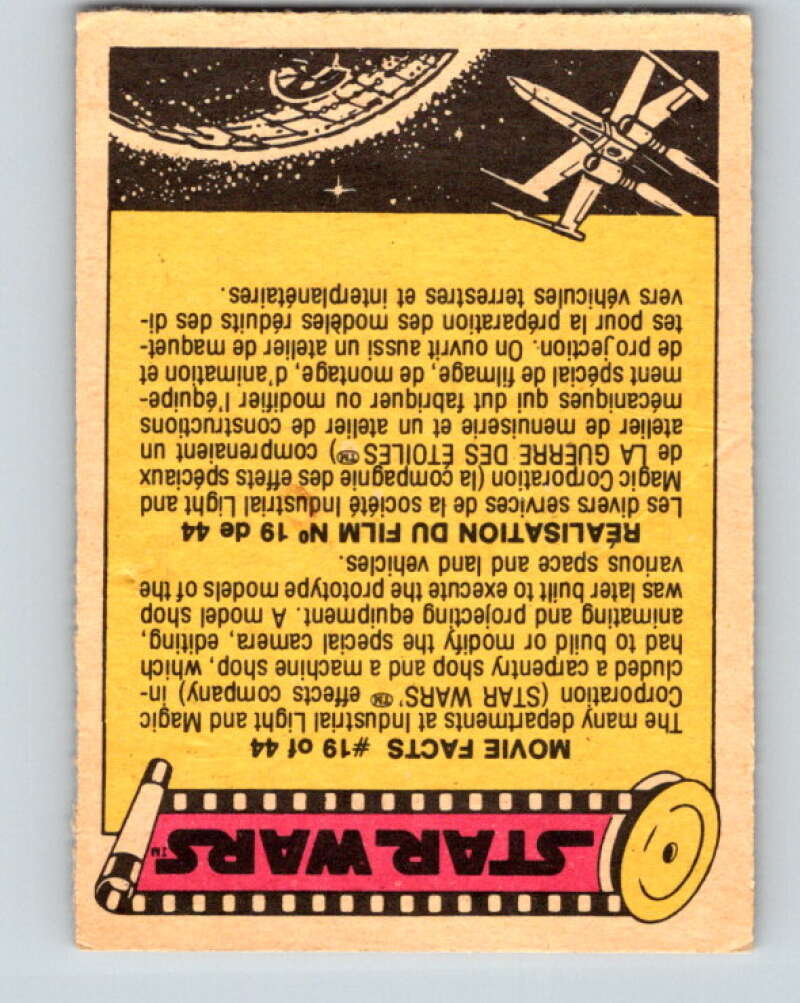 STAR WARS™
MOVIE FACTS #19 of 44
The many departments at Industrial Light and Magic
Corporation (STAR WARS'™ effects company) in-
cluded a carpentry shop and a machine shop, which
had to build or modify the special camera, editing,
animating and projecting equipment. A model shop
was later built to execute the prototype models of the
various space and land vehicles.
RÉALISATION DU FILM Nº 19 de 44
Les divers services de la société Industrial Light and
Magic Corporation (la compagnie des effets spéciaux
de LA GUERRE DES ÉTOILES™) comprenaient un
atelier de menuiserie et un atelier de constructions
mécaniques qui dut fabriquer ou modifier l'équipe-
ment spécial de filmage, de montage, d'animation et
de projection. On ouvrit aussi un atelier de maquet-
tes pour la préparation des modèles réduits des di-
vers véhicules terrestres et interplanétaires.